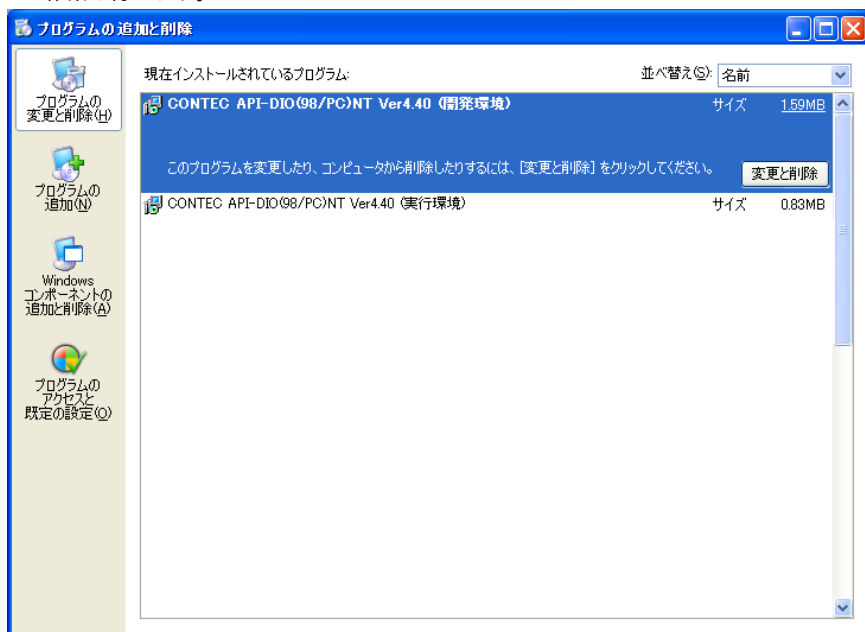 プログラムの追加と削除
プログラムの
変更と削除(H)
プログラムの
追加(N)
Windows
コンポーネントの
追加と削除(A)
プログラムの
アクセスと
既定の設定(O)
現在インストールされているプログラム:
並べ替え(S): 名前
CONTEC API-DIO(98/PC)NT Ver4.40 (開発環境)
サイズ 1.59MB
このプログラムを変更したり、コンピュータから削除したりするには、[変更と削除] をクリックしてください。
変更と削除
CONTEC API-DIO(98/PC)NT Ver4.40 (実行環境)
サイズ 0.83MB